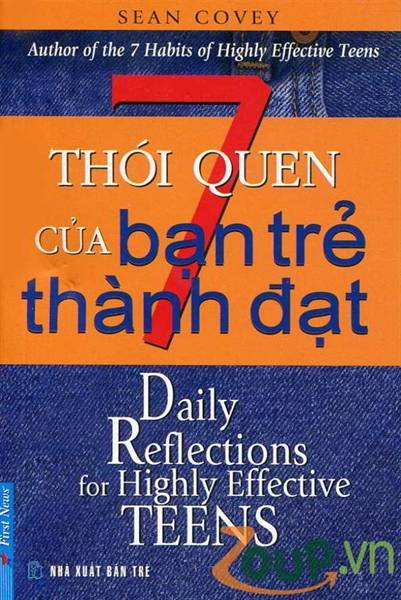 SEAN COVEY
Author of the 7 Habits of Highly Effective Teens
7
THÓI QUEN
CỦA bạn trẻ
thành đạt
Daily
Reflections
for Highly Effective
TEENS
First News
NHÀ XUẤT BẢN TRẺ
Zoup.vn